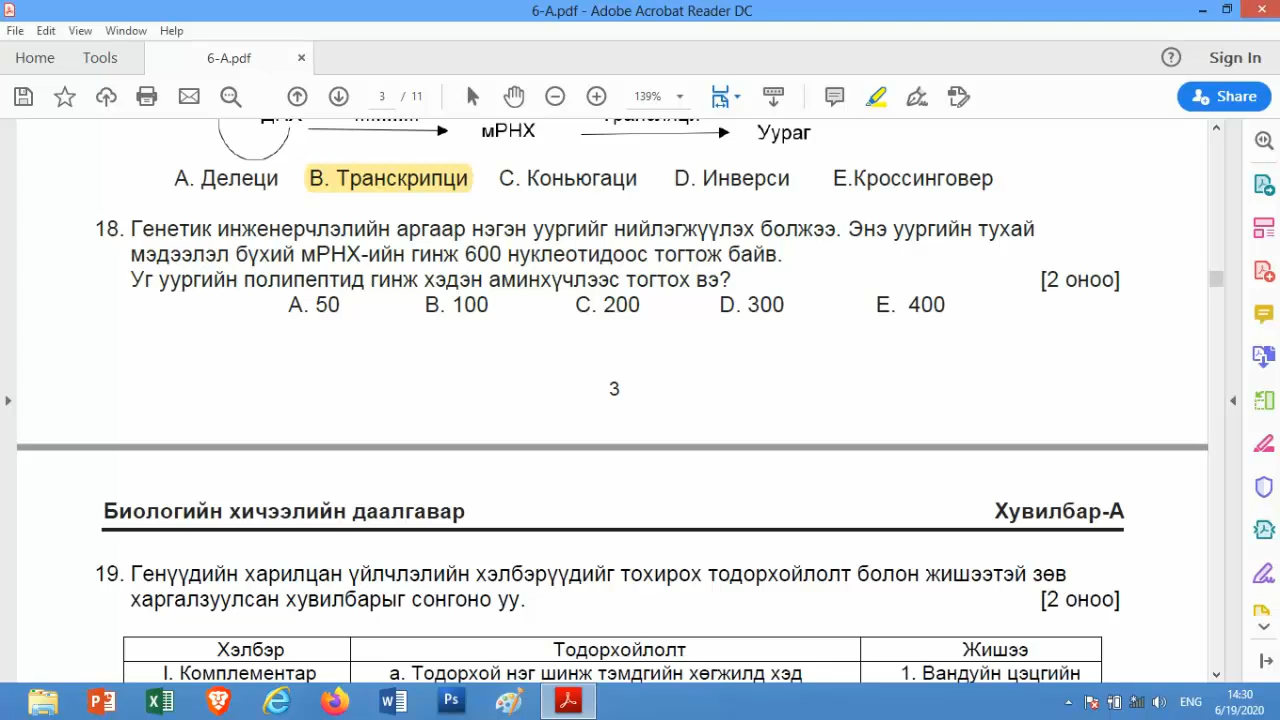 6-A.pdf - Adobe Acrobat Reader DC
File Edit View Window Help
Home Tools 6-A.pdf × Sign In
3 / 11 139% Share
мРНХ Уураг
А. Делеци В. Транскрипци С. Коньюгаци D. Инверси Е.Кроссинговер
18. Генетик инженерчлэлийн аргаар нэгэн уургийг нийлэгжүүлэх болжээ. Энэ уургийн тухай
мэдээлэл бүхий мРНХ-ийн гинж 600 нуклеотидоос тогтож байв.
Уг уургийн полипептид гинж хэдэн аминхүчлээс тогтох вэ? [2 оноо]
А. 50 В. 100 С. 200 D. 300 Е. 400
3
Биологийн хичээлийн даалгавар Хувилбар-А
19. Генүүдийн харилцан үйлчлэлийн хэлбэрүүдийг тохирох тодорхойлолт болон жишээтэй зөв
харгалзуулсан хувилбарыг сонгоно уу. [2 оноо]
Хэлбэр Тодорхойлолт Жишээ
I. Комплементар а. Тодорхой нэг шинж тэмдгийн хөгжилд хэд 1. Вандуйн цэцгийн
ENG 14:30
6/19/2020